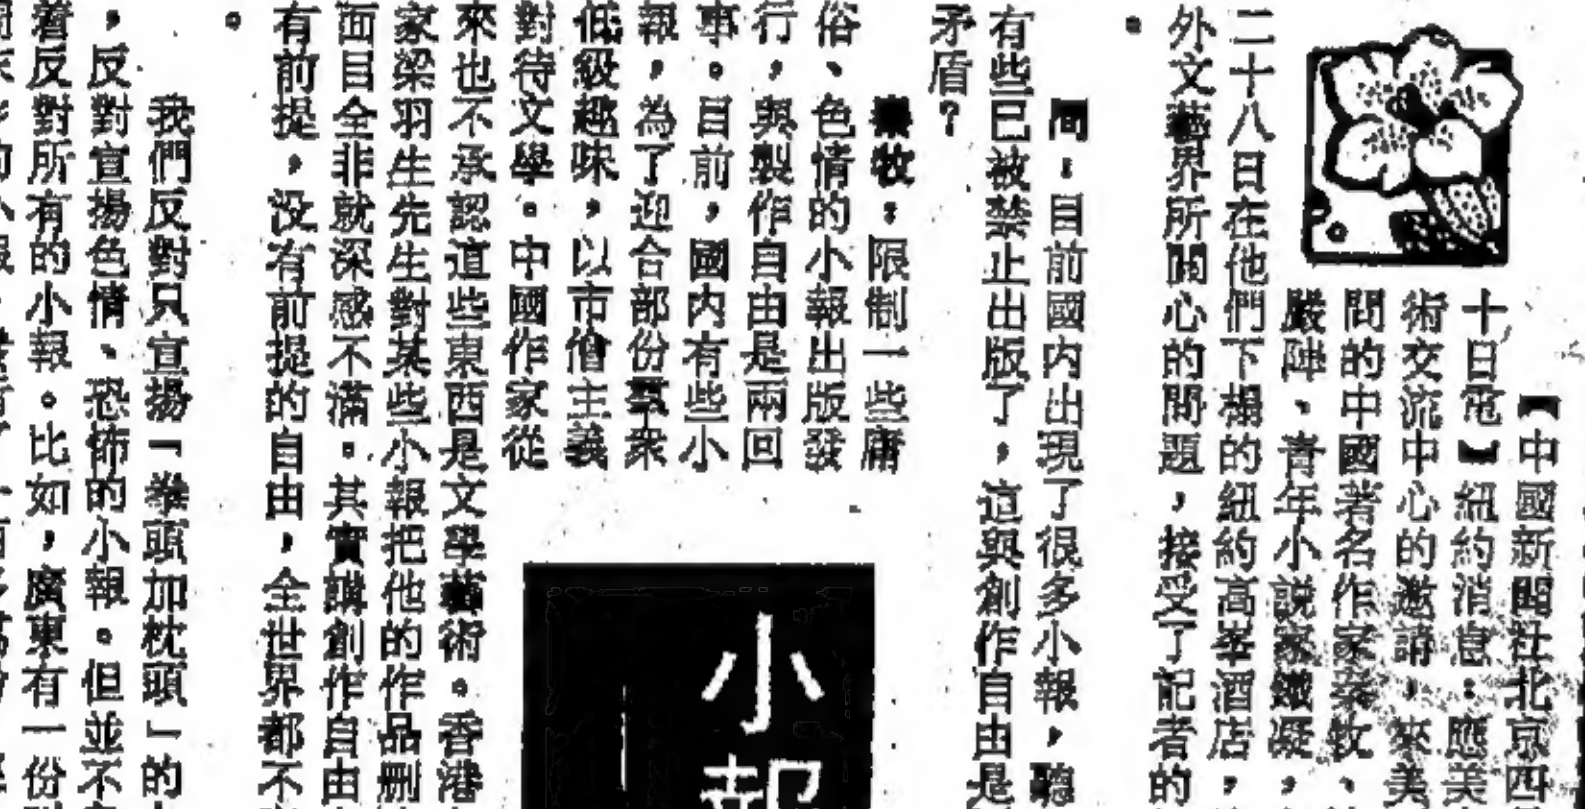 【中國新聞社北京四
十日電】紐約消息：應美
術交流中心的邀請，來美
問的中國著名作家秦牧、
嚴陣、青年小説家
二十八日在他們下榻的紐約高峯酒店，
外文藝界所關心的問題，接受了記者的
。
問：目前國内出現了很多小報，聽
有些已被禁止出版了，這與創作自由是
矛盾？
秦牧：限制一些庸
俗、色情的小報出版發
行，與製作自由是兩回
事。目前，國内有些小
報，為了迎合部份羣衆
低級趣味，以市儈主義
對待文學。中國作家從
來也不承認這些東西是文學藝術。香港
家梁羽生先生對某些小報把他的作品刪
面目全非就深感不滿。其實講創作自由
有前提，没有前提的自由，全世界都不
。
我們反對只宣揚「拳頭加枕頭」的
，反對宣揚色情、恐怖的小報。但並不
着反對所有的小報。比如，廣東有一份
小報